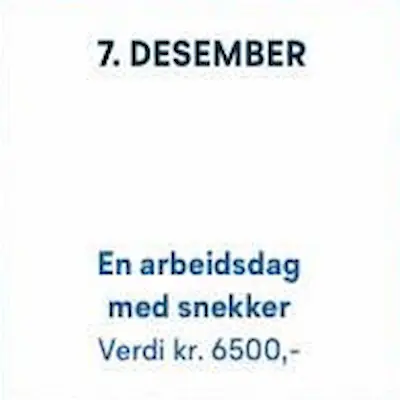 7. DESEMBER
En arbeidsdag
med snekker
Verdi kr. 6500,-